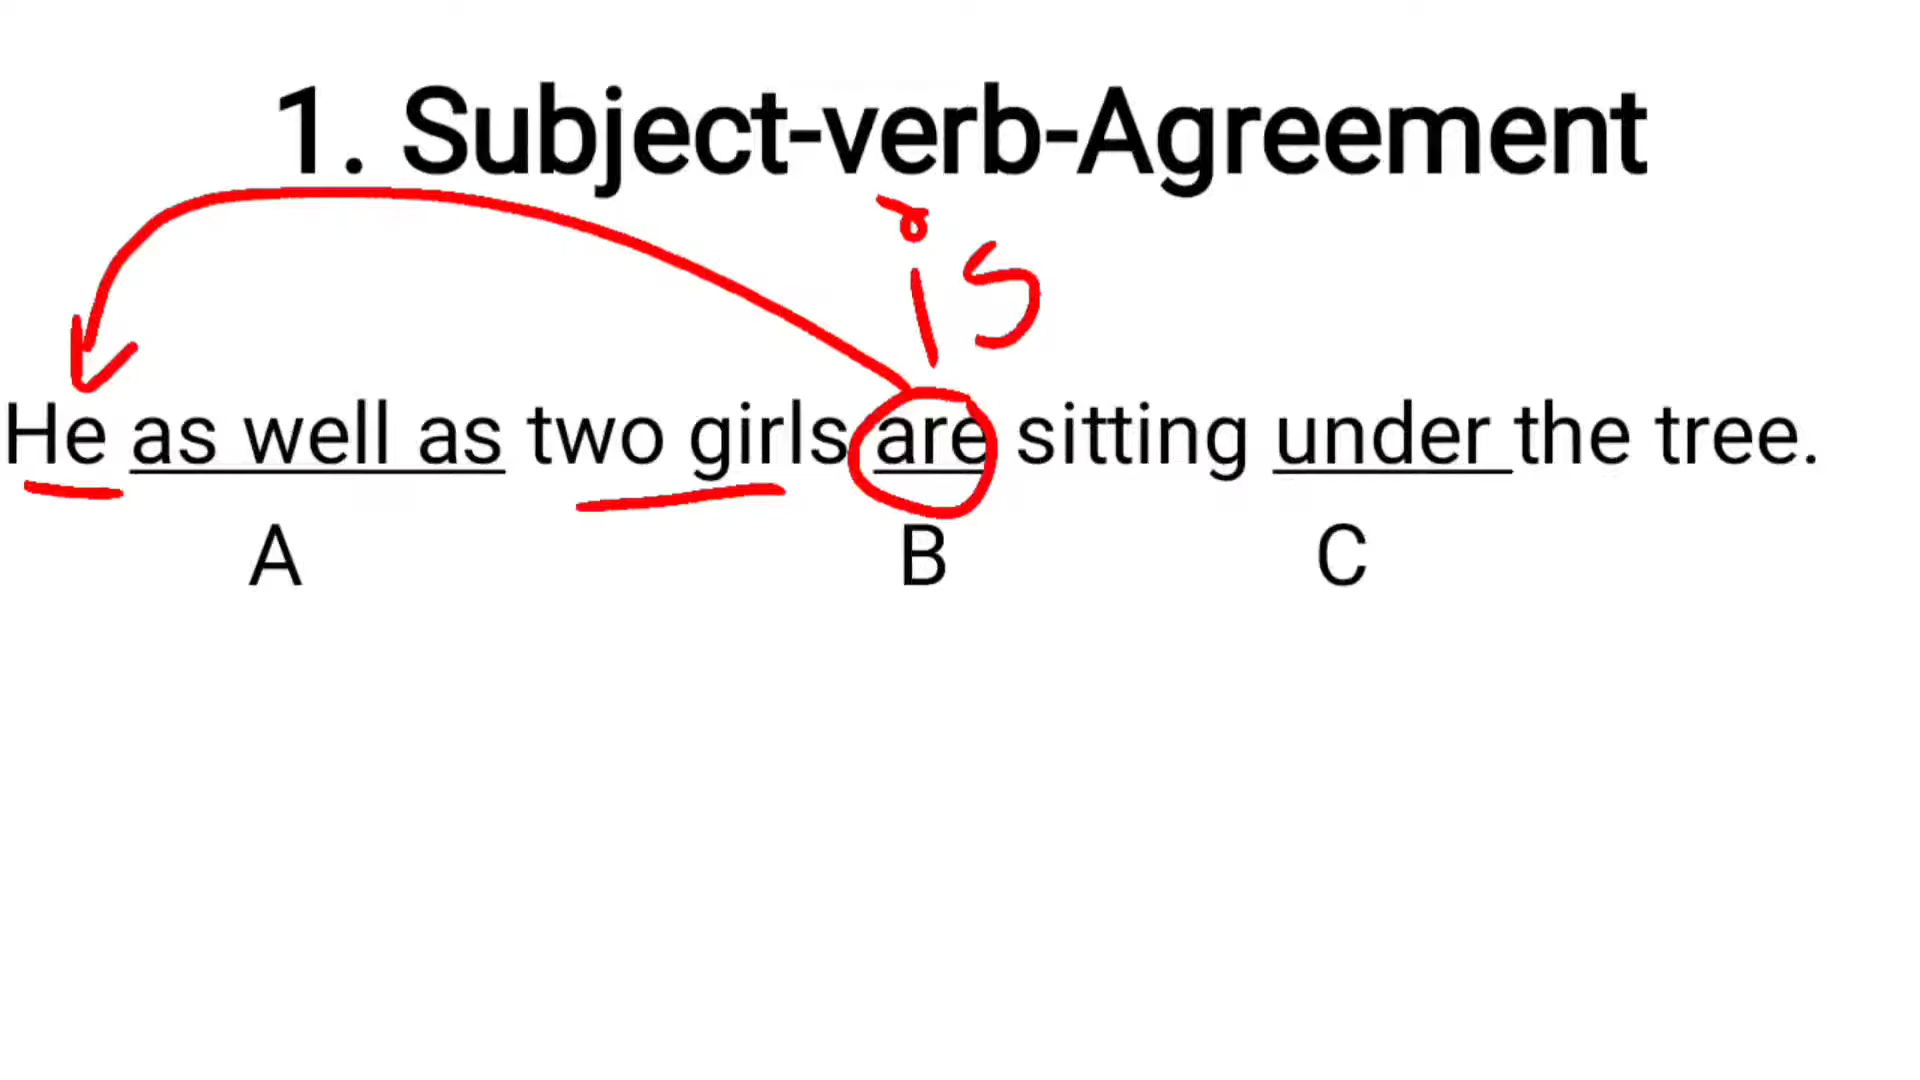 1. Subject-verb-Agreement
is
He as well as two girls are sitting under the tree.
A B C